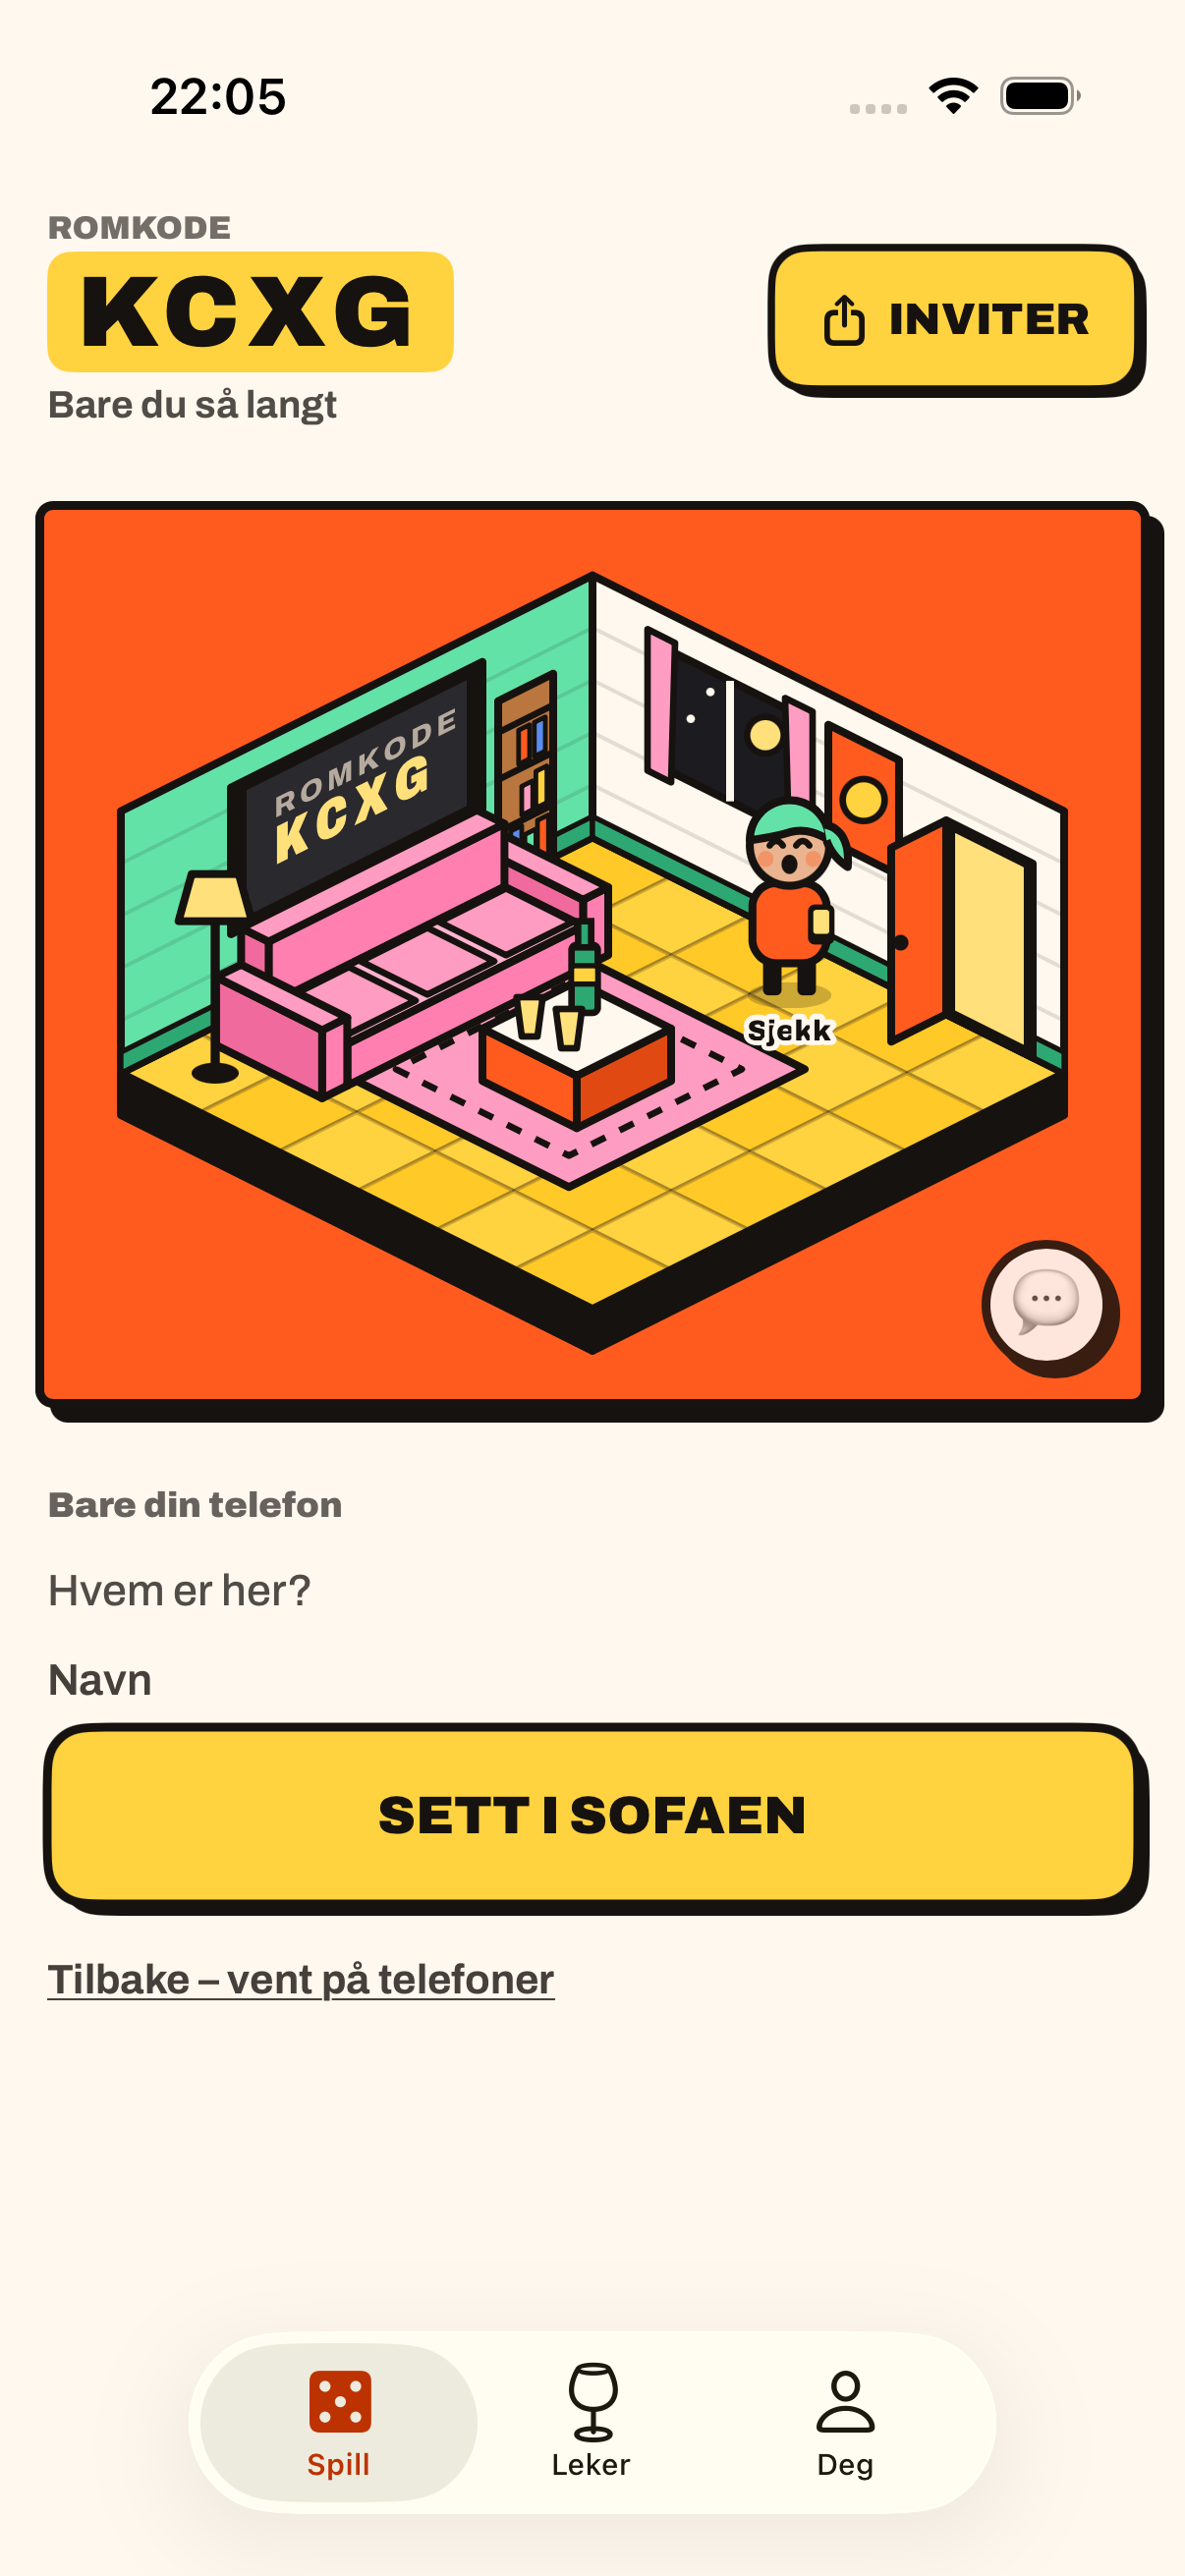 22:05
ROMKODE
KCXG
Bare du så langt
INVITER
ROMKODE
KCXG
Sjekk
Bare din telefon
Hvem er her?
Navn
SETT I SOFAEN
Tilbake – vent på telefoner
Spill
Leker
Deg